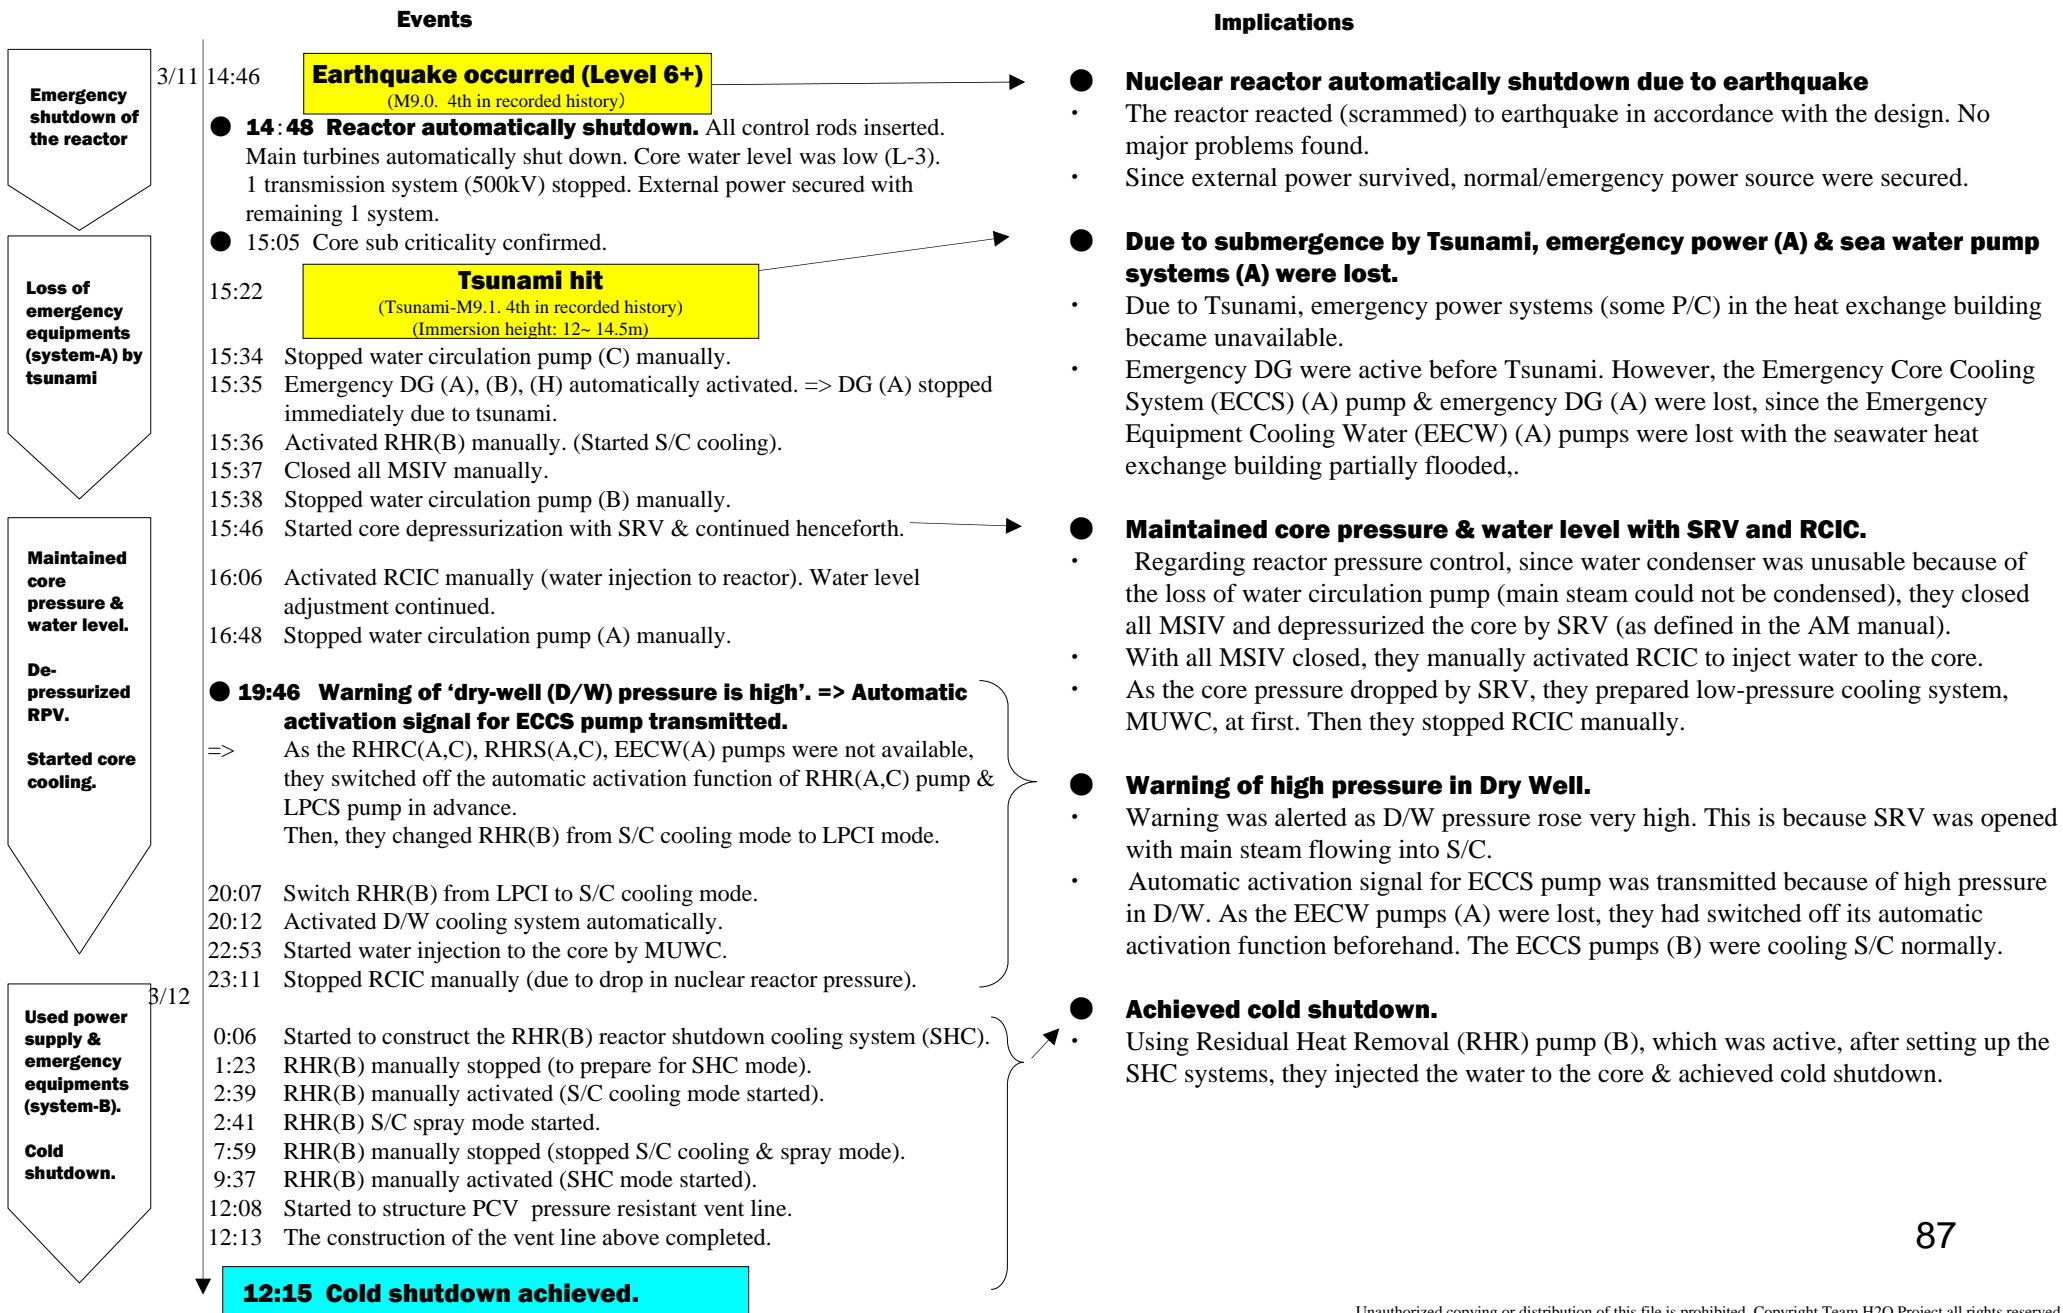 Events
Implications
Emergency
shutdown of
the reactor
3/11 14:46
Earthquake occurred (Level 6+)
(M9.0. 4th in recorded history)
● 14:48 Reactor automatically shutdown. All control rods inserted.
Main turbines automatically shut down. Core water level was low (L-3).
1 transmission system (500kV) stopped. External power secured with
remaining 1 system.
● 15:05 Core sub criticality confirmed.
Loss of
emergency
equipments
(system-A) by
tsunami
15:22
Tsunami hit
(Tsunami-M9.1. 4th in recorded history)
(Immersion height: 12~ 14.5m)
15:34 Stopped water circulation pump (C) manually.
15:35 Emergency DG (A), (B), (H) automatically activated. => DG (A) stopped
immediately due to tsunami.
15:36 Activated RHR(B) manually. (Started S/C cooling).
15:37 Closed all MSIV manually.
15:38 Stopped water circulation pump (B) manually.
15:46 Started core depressurization with SRV & continued henceforth.
Maintained
core
pressure &
water level.
De-
pressurized
RPV.
Started core
cooling.
16:06 Activated RCIC manually (water injection to reactor). Water level
adjustment continued.
16:48 Stopped water circulation pump (A) manually.
● 19:46 Warning of ‘dry-well (D/W) pressure is high’. => Automatic
activation signal for ECCS pump transmitted.
=> As the RHRC(A,C), RHRS(A,C), EECW(A) pumps were not available,
they switched off the automatic activation function of RHR(A,C) pump &
LPCS pump in advance.
Then, they changed RHR(B) from S/C cooling mode to LPCI mode.
20:07 Switch RHR(B) from LPCI to S/C cooling mode.
20:12 Activated D/W cooling system automatically.
22:53 Started water injection to the core by MUWC.
23:11 Stopped RCIC manually (due to drop in nuclear reactor pressure).
3/12
Used power
supply &
emergency
equipments
(system-B).
Cold
shutdown.
0:06 Started to construct the RHR(B) reactor shutdown cooling system (SHC).
1:23 RHR(B) manually stopped (to prepare for SHC mode).
2:39 RHR(B) manually activated (S/C cooling mode started).
2:41 RHR(B) S/C spray mode started.
7:59 RHR(B) manually stopped (stopped S/C cooling & spray mode).
9:37 RHR(B) manually activated (SHC mode started).
12:08 Started to structure PCV pressure resistant vent line.
12:13 The construction of the vent line above completed.
12:15 Cold shutdown achieved.
● Nuclear reactor automatically shutdown due to earthquake
・ The reactor reacted (scrammed) to earthquake in accordance with the design. No
major problems found.
・ Since external power survived, normal/emergency power source were secured.
● Due to submergence by Tsunami, emergency power (A) & sea water pump
systems (A) were lost.
・ Due to Tsunami, emergency power systems (some P/C) in the heat exchange building
became unavailable.
・ Emergency DG were active before Tsunami. However, the Emergency Core Cooling
System (ECCS) (A) pump & emergency DG (A) were lost, since the Emergency
Equipment Cooling Water (EECW) (A) pumps were lost with the seawater heat
exchange building partially flooded,.
● Maintained core pressure & water level with SRV and RCIC.
・ Regarding reactor pressure control, since water condenser was unusable because of
the loss of water circulation pump (main steam could not be condensed), they closed
all MSIV and depressurized the core by SRV (as defined in the AM manual).
・ With all MSIV closed, they manually activated RCIC to inject water to the core.
・ As the core pressure dropped by SRV, they prepared low-pressure cooling system,
MUWC, at first. Then they stopped RCIC manually.
● Warning of high pressure in Dry Well.
・ Warning was alerted as D/W pressure rose very high. This is because SRV was opened
with main steam flowing into S/C.
・ Automatic activation signal for ECCS pump was transmitted because of high pressure
in D/W. As the EECW pumps (A) were lost, they had switched off its automatic
activation function beforehand. The ECCS pumps (B) were cooling S/C normally.
● Achieved cold shutdown.
・ Using Residual Heat Removal (RHR) pump (B), which was active, after setting up the
SHC systems, they injected the water to the core & achieved cold shutdown.
87
Unauthorized copying or distribution of this file is prohibited. Copyright Team H2O Project all rights reserved